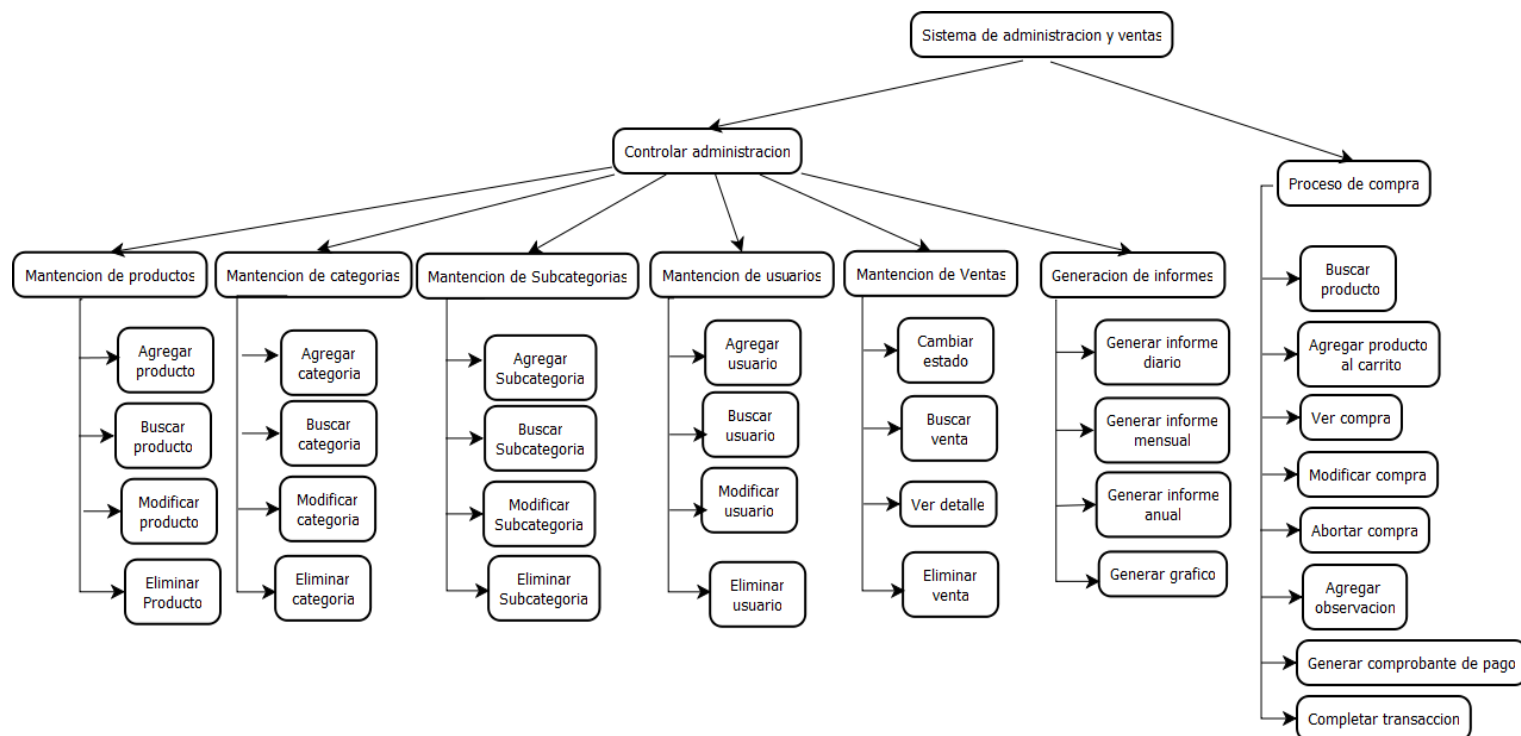 Sistema de administracion y ventas
Controlar administracion
Proceso de compra
Mantencion de productos
Mantencion de categorias
Mantencion de Subcategorias
Mantencion de usuarios
Mantencion de Ventas
Generacion de informes
Agregar
producto
Buscar
producto
Modificar
producto
Eliminar
Producto
Agregar
categoria
Buscar
categoria
Modificar
categoria
Eliminar
categoria
Agregar
Subcategoria
Buscar
Subcategoria
Modificar
Subcategoria
Eliminar
Subcategoria
Agregar
usuario
Buscar
usuario
Modificar
usuario
Eliminar
usuario
Cambiar
estado
Buscar
venta
Ver detalle
Eliminar
venta
Generar informe
diario
Generar informe
mensual
Generar informe
anual
Generar grafico
Buscar
producto
Agregar producto
al carrito
Ver compra
Modificar compra
Abortar compra
Agregar
observacion
Generar comprobante de pago
Completar transaccion